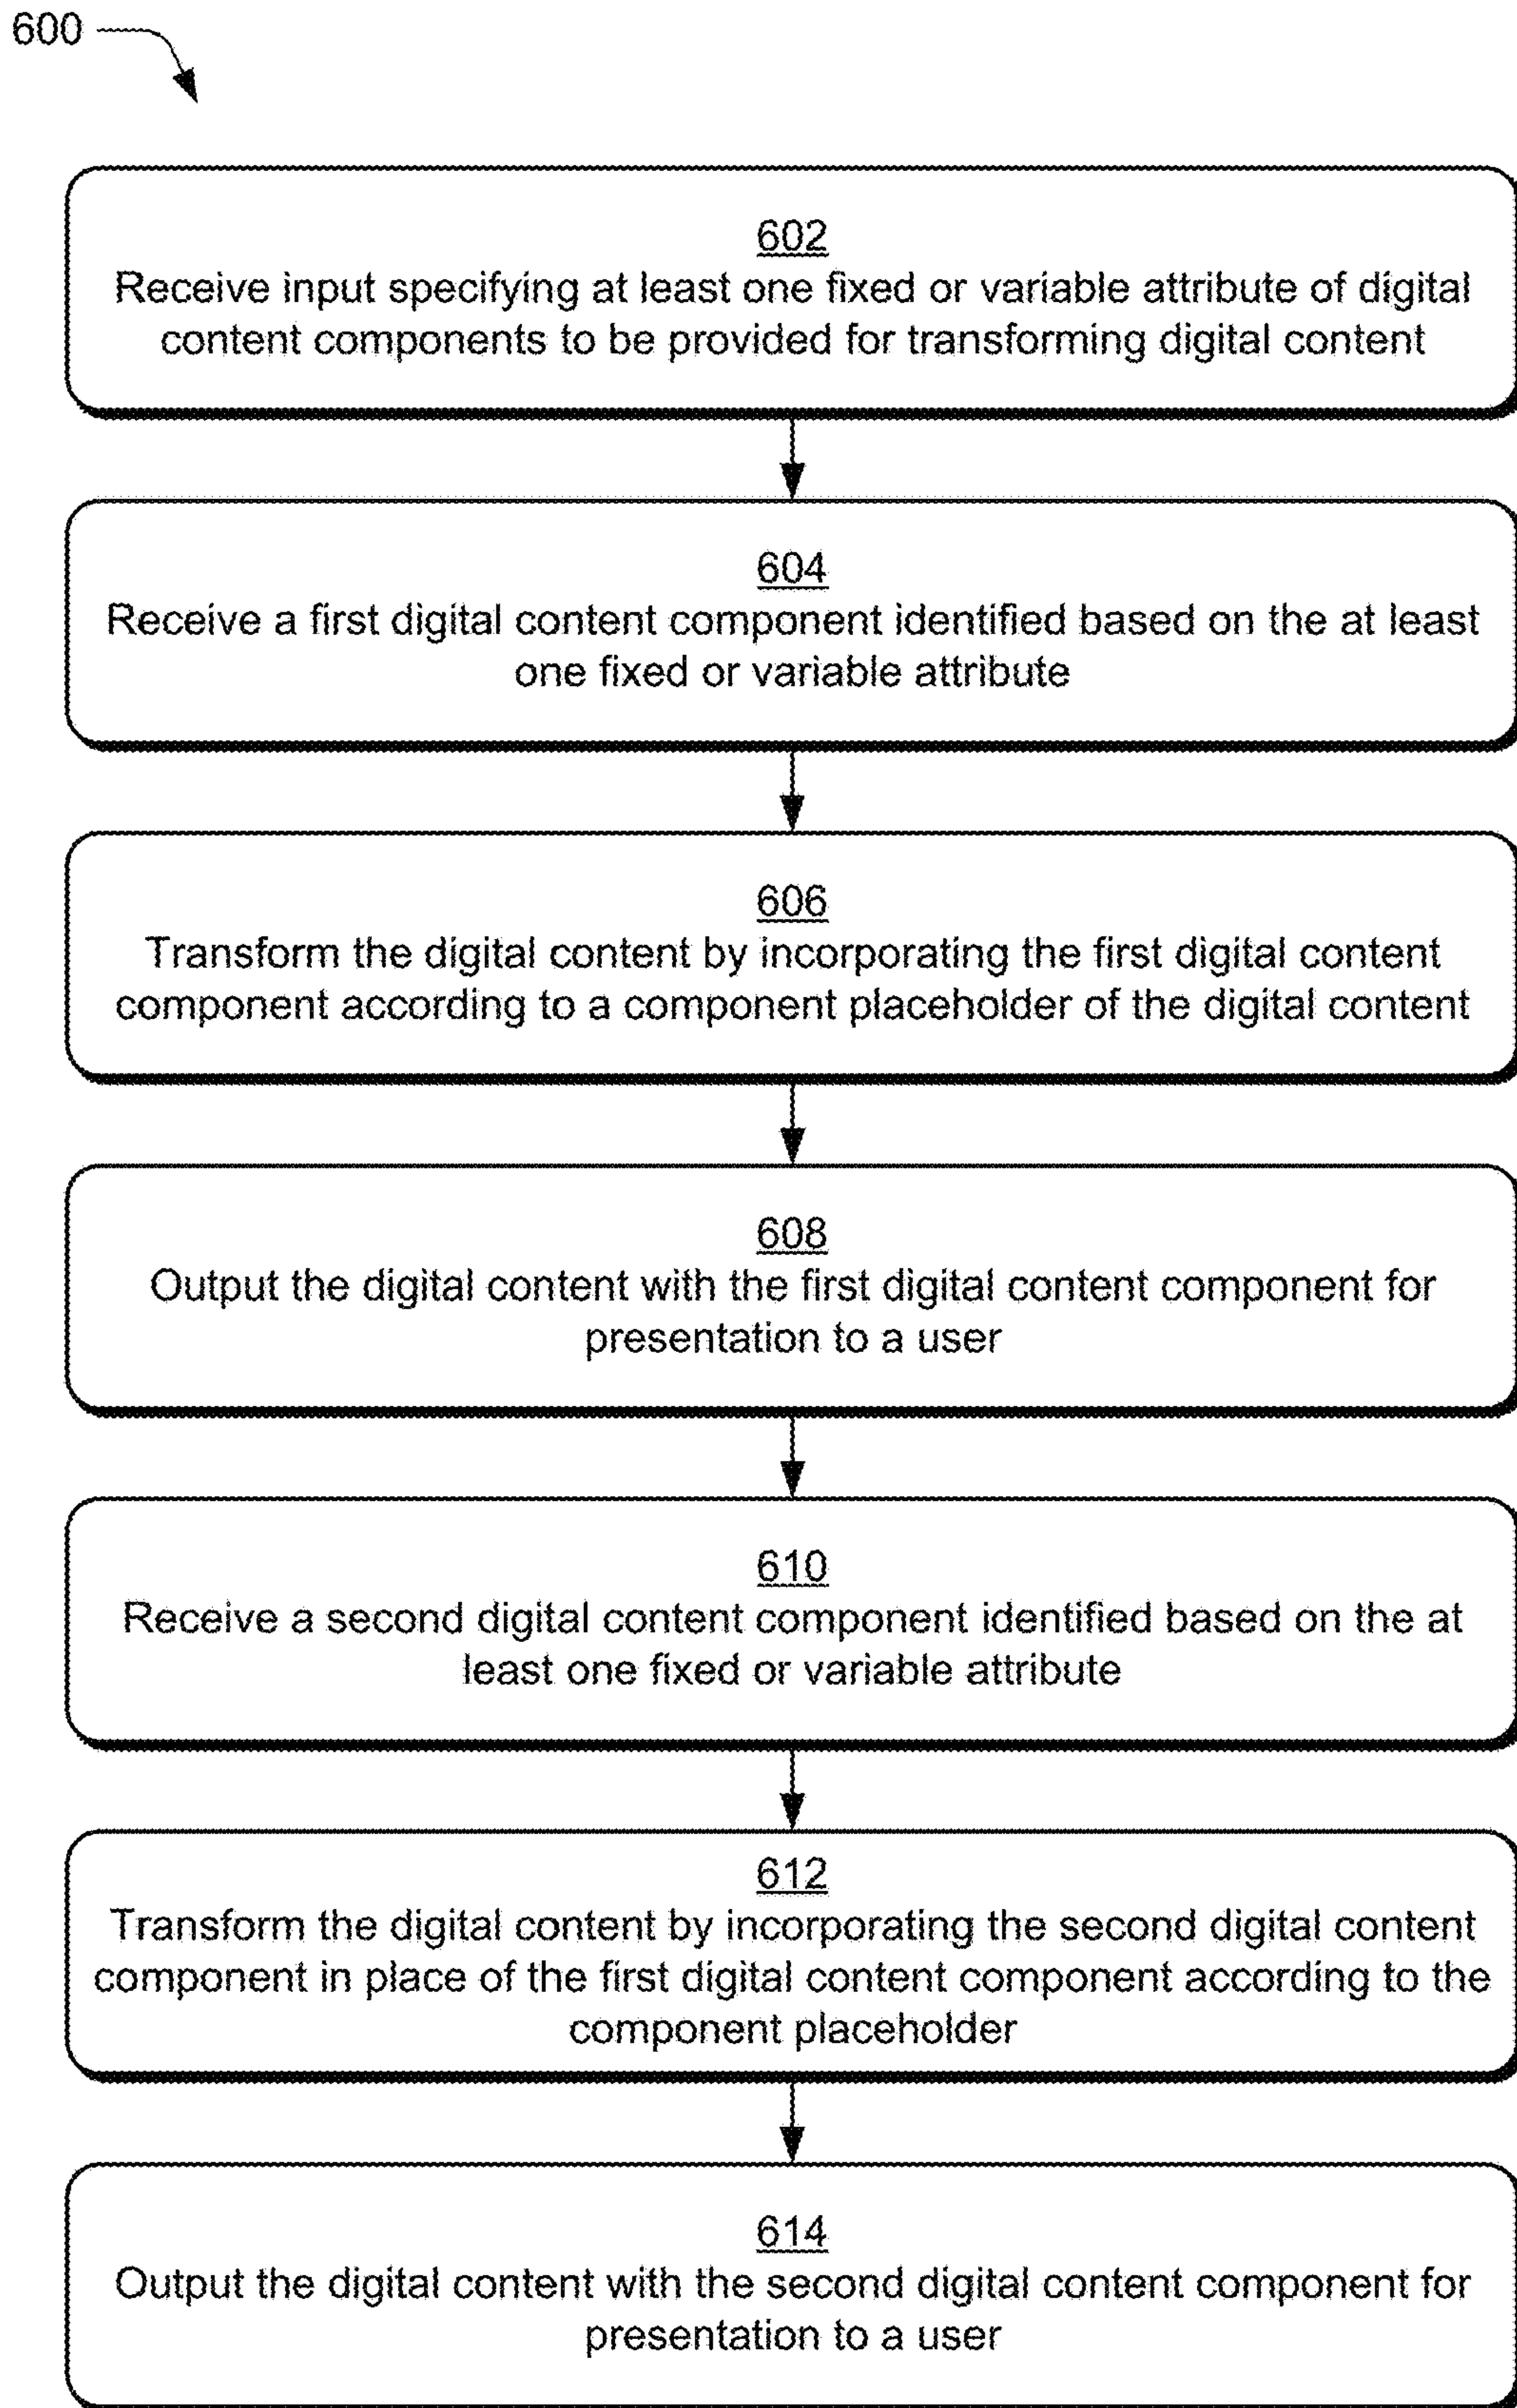 600
602
Receive input specifying at least one fixed or variable attribute of digital
content components to be provided for transforming digital content
604
Receive a first digital content component identified based on the at least
one fixed or variable attribute
606
Transform the digital content by incorporating the first digital content
component according to a component placeholder of the digital content
608
Output the digital content with the first digital content component for
presentation to a user
610
Receive a second digital content component identified based on the at
least one fixed or variable attribute
612
Transform the digital content by incorporating the second digital content
component in place of the first digital content component according to the
component placeholder
614
Output the digital content with the second digital content component for
presentation to a user